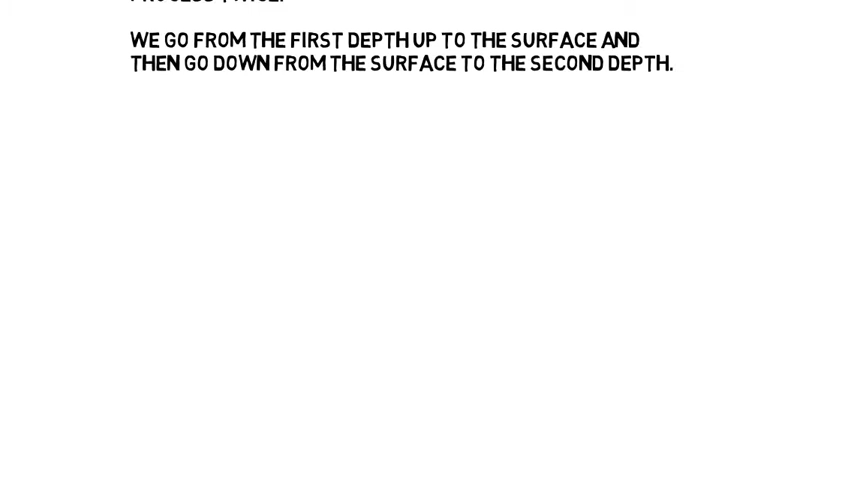 WE GO FROM THE FIRST DEPTH UP TO THE SURFACE AND
THEN GO DOWN FROM THE SURFACE TO THE SECOND DEPTH.